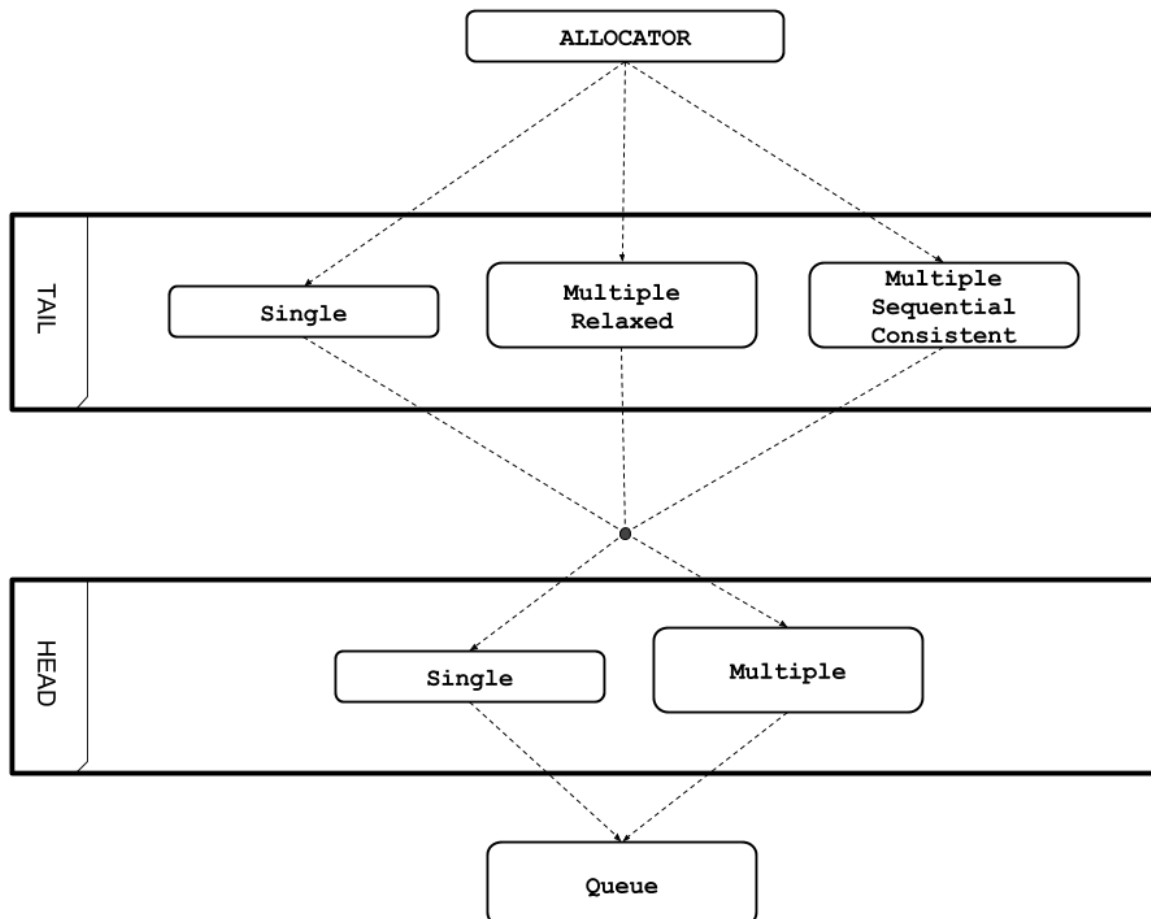 ALLOCATOR
TAIL
Single
Multiple
Relaxed
Multiple
Sequential
Consistent
HEAD
Single
Multiple
Queue